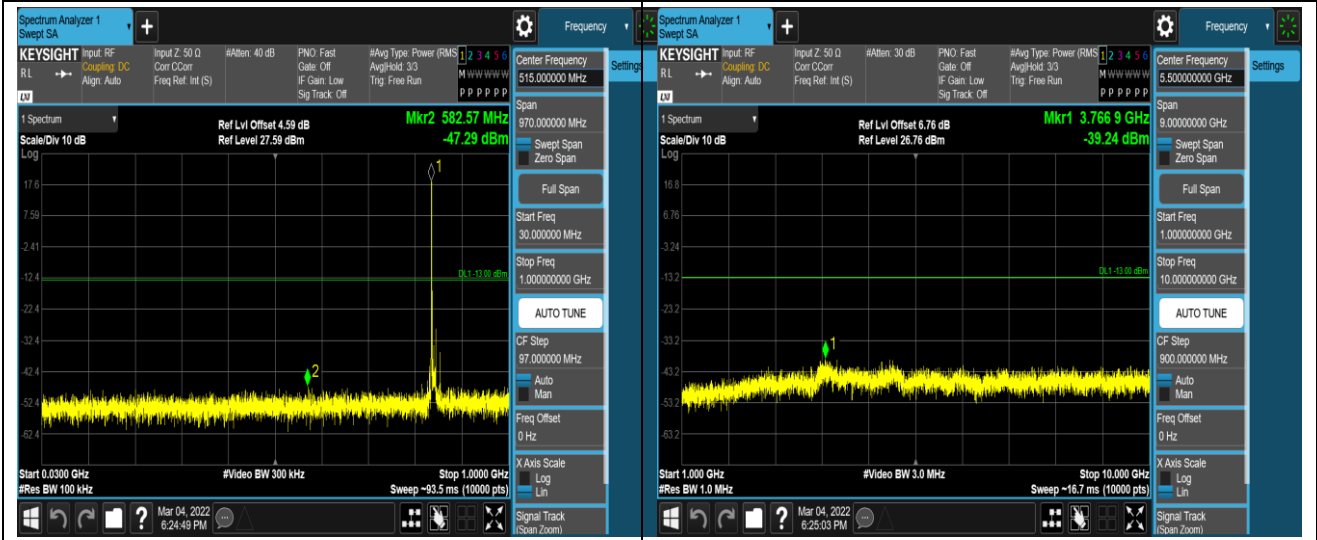 Spectrum Analyzer 1
Swept SA
+
Frequency
KEYSIGHT
RL
LXI
Input: RF
Coupling: DC
Align: Auto
Input Z: 50 Ω
Corr CCorr
Freq Ref: Int (S)
#Atten: 40 dB
PNO: Fast
Gate: Off
IF Gain: Low
Sig Track: Off
#Avg Type: Power (RMS
Avg|Hold: 3/3
Trig: Free Run
1 2 3 4 5 6
M W W W W W
P P P P P P
Center Frequency
515.000000 MHz
Settings
Span
970.000000 MHz
Swept Span
Zero Span
Full Span
Start Freq
30.000000 MHz
Stop Freq
1.000000000 GHz
AUTO TUNE
CF Step
97.000000 MHz
Auto
Man
Freq Offset
0 Hz
X Axis Scale
Log
Lin
Signal Track
(Span Zoom)
1 Spectrum
Scale/Div 10 dB
Log
Ref Lvl Offset 4.59 dB
Ref Level 27.59 dBm
Mkr2 582.57 MHz
-47.29 dBm
1
17.6
7.59
-2.41
-12.4
DL1 -13.00 dBm
-22.4
-32.4
-42.4
2
-52.4
-62.4
Start 0.0300 GHz
#Res BW 100 kHz
#Video BW 300 kHz
Stop 1.0000 GHz
Sweep ~93.5 ms (10000 pts)
?
Mar 04, 2022
6:24:49 PM
Spectrum Analyzer 1
Swept SA
+
Frequency
KEYSIGHT
RL
LXI
Input: RF
Coupling: DC
Align: Auto
Input Z: 50 Ω
Corr CCorr
Freq Ref: Int (S)
#Atten: 30 dB
PNO: Fast
Gate: Off
IF Gain: Low
Sig Track: Off
#Avg Type: Power (RMS
Avg|Hold: 3/3
Trig: Free Run
1 2 3 4 5 6
M W W W W W
P P P P P P
Center Frequency
5.500000000 GHz
Settings
Span
9.00000000 GHz
Swept Span
Zero Span
Full Span
Start Freq
1.000000000 GHz
Stop Freq
10.000000000 GHz
AUTO TUNE
CF Step
900.000000 MHz
Auto
Man
Freq Offset
0 Hz
X Axis Scale
Log
Lin
Signal Track
(Span Zoom)
1 Spectrum
Scale/Div 10 dB
Log
Ref Lvl Offset 6.76 dB
Ref Level 26.76 dBm
Mkr1 3.766 9 GHz
-39.24 dBm
16.8
6.76
-3.24
-13.2
DL1 -13.00 dBm
-23.2
-33.2
1
-43.2
-53.2
-63.2
Start 1.000 GHz
#Res BW 1.0 MHz
#Video BW 3.0 MHz
Stop 10.000 GHz
Sweep ~16.7 ms (10000 pts)
?
Mar 04, 2022
6:25:03 PM